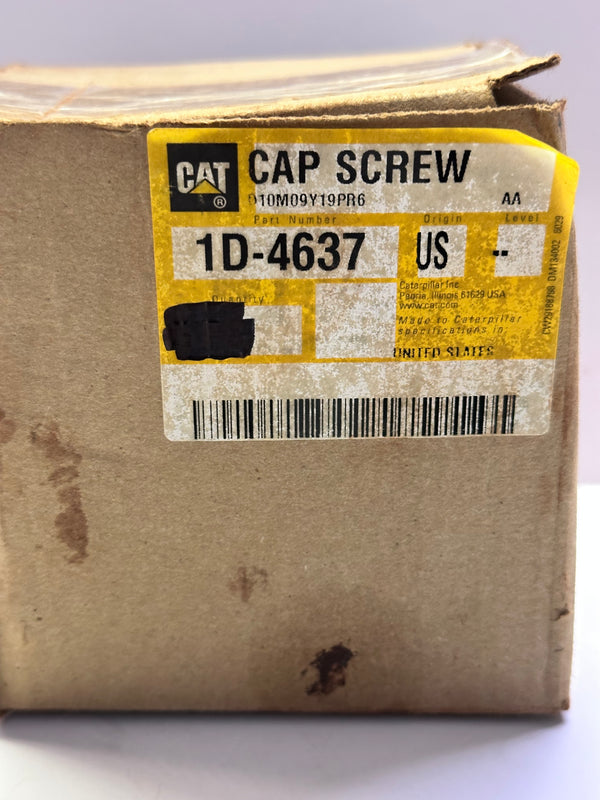 CAT ®
CAP SCREW
D10M09Y19PR6 AA
Part Number Origin Level
1D-4637 US --
Caterpillar Inc
Peoria, Illinois 61629 USA
www.cat.com
Quantity
Made to Caterpillar
specifications in:
UNITED STATES